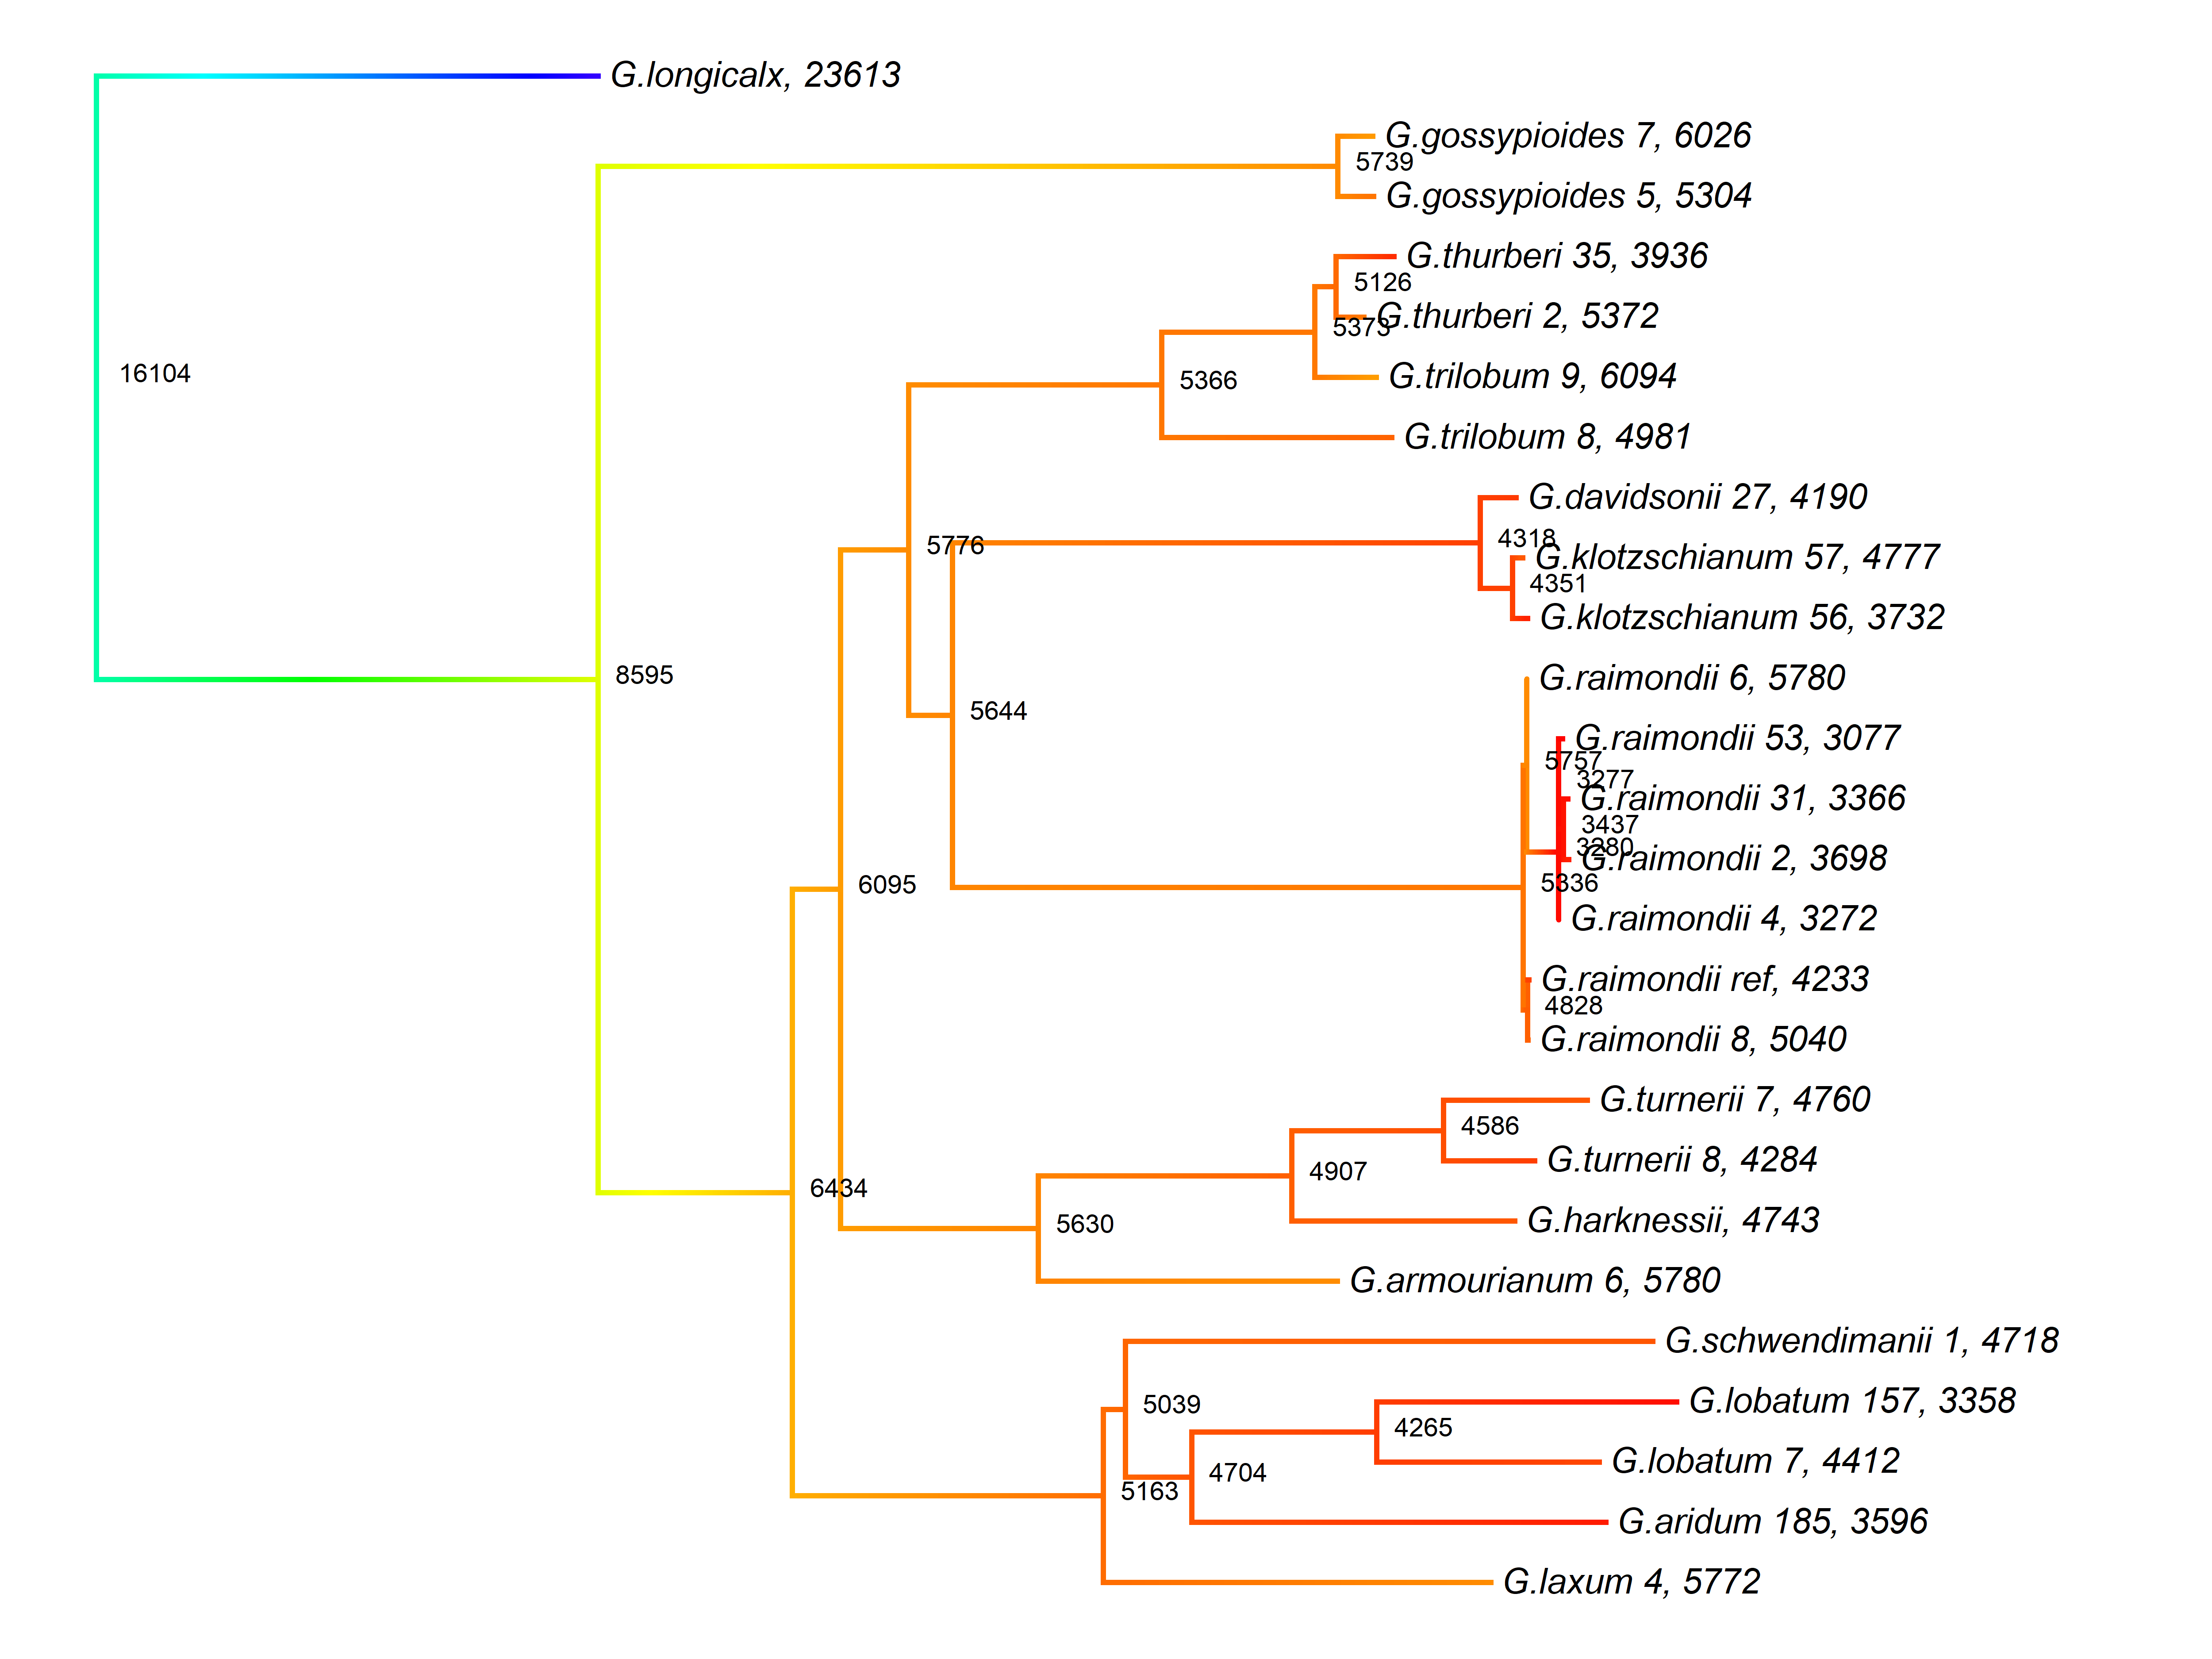 G.longicalx, 23613
G.gossypioides 7, 6026
5739
G.gossypioides 5, 5304
G.thurberi 35, 3936
5126
G.thurberi 2, 5372
5373
16104
G.trilobum 9, 6094
5366
G.trilobum 8, 4981
G.davidsonii 27, 4190
4318
5776
G.klotzschianum 57, 4777
4351
G.klotzschianum 56, 3732
8595
G.raimondii 6, 5780
5644
G.raimondii 53, 3077
5757
3277
G.raimondii 31, 3366
3437
3280
G.raimondii 2, 3698
6095
5336
G.raimondii 4, 3272
G.raimondii ref, 4233
4828
G.raimondii 8, 5040
G.turnerii 7, 4760
4586
G.turnerii 8, 4284
4907
6434
G.harknessii, 4743
5630
G.armourianum 6, 5780
G.schwendimanii 1, 4718
G.lobatum 157, 3358
5039
4265
G.lobatum 7, 4412
4704
5163
G.aridum 185, 3596
G.laxum 4, 5772